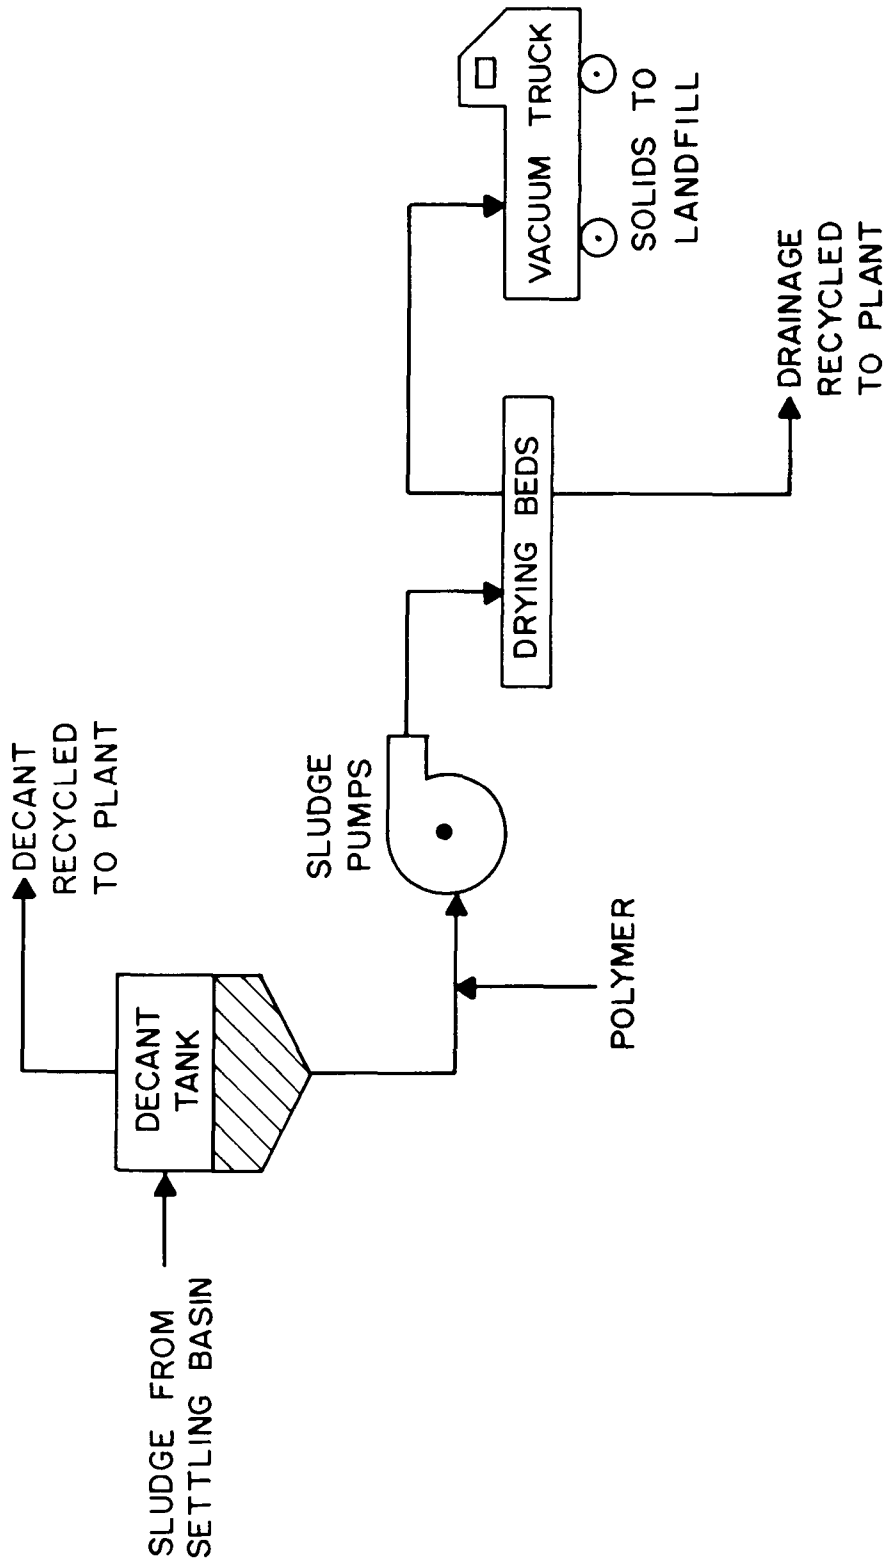 SLUDGE FROM
SETTLING BASIN
DECANT
TANK
DECANT
RECYCLED
TO PLANT
POLYMER
SLUDGE
PUMPS
DRYING BEDS
DRAINAGE
RECYCLED
TO PLANT
VACUUM TRUCK
SOLIDS TO
LANDFILL